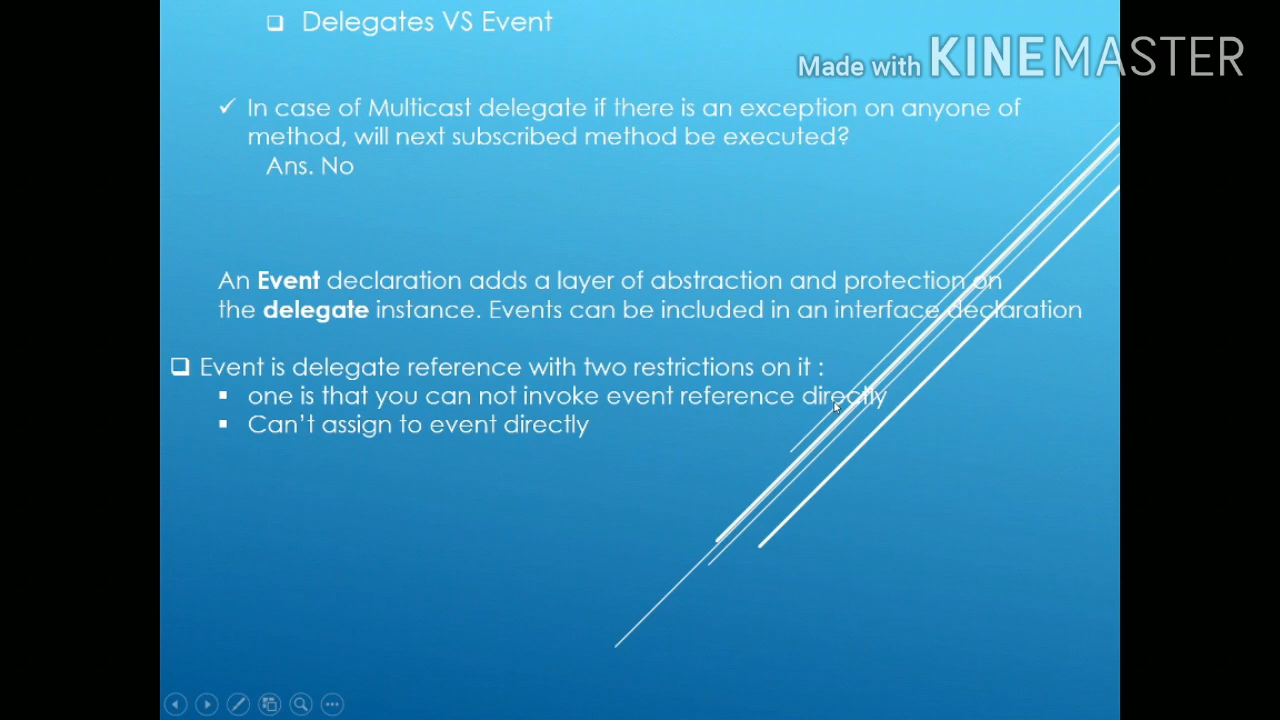 Delegates VS Event
Made with KINEMASTER
In case of Multicast delegate if there is an exception on anyone of
method, will next subscribed method be executed?
Ans. No
An Event declaration adds a layer of abstraction and protection on
the delegate instance. Events can be included in an interface declaration
Event is delegate reference with two restrictions on it :
one is that you can not invoke event reference directly
Can't assign to event directly